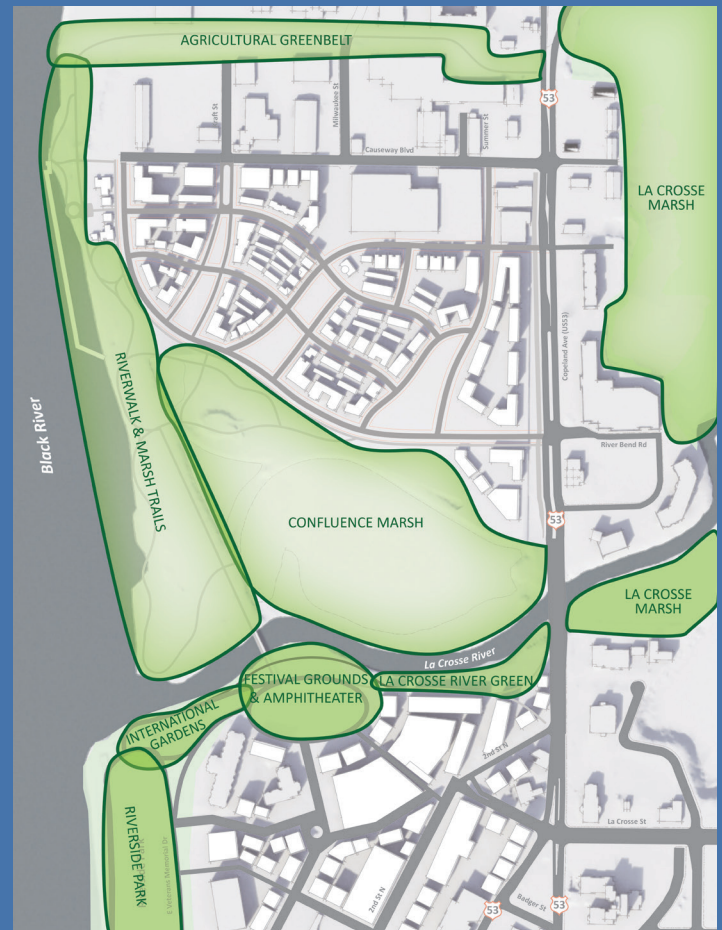 AGRICULTURAL GREENBELT
53
Milwaukee St
Summer St
Causeway Blvd
LA CROSSE
MARSH
Copeland Ave (US53)
RIVERWALK & MARSH TRAILS
Black River
River Bend Rd
CONFLUENCE MARSH
53
LA CROSSE
MARSH
La Crosse River
FESTIVAL GROUNDS
& AMPHITHEATER
LA CROSSE RIVER GREEN
INTERNATIONAL
GARDENS
2nd St N
La Crosse St
RIVERSIDE PARK
2nd St N
Badger St
53
53